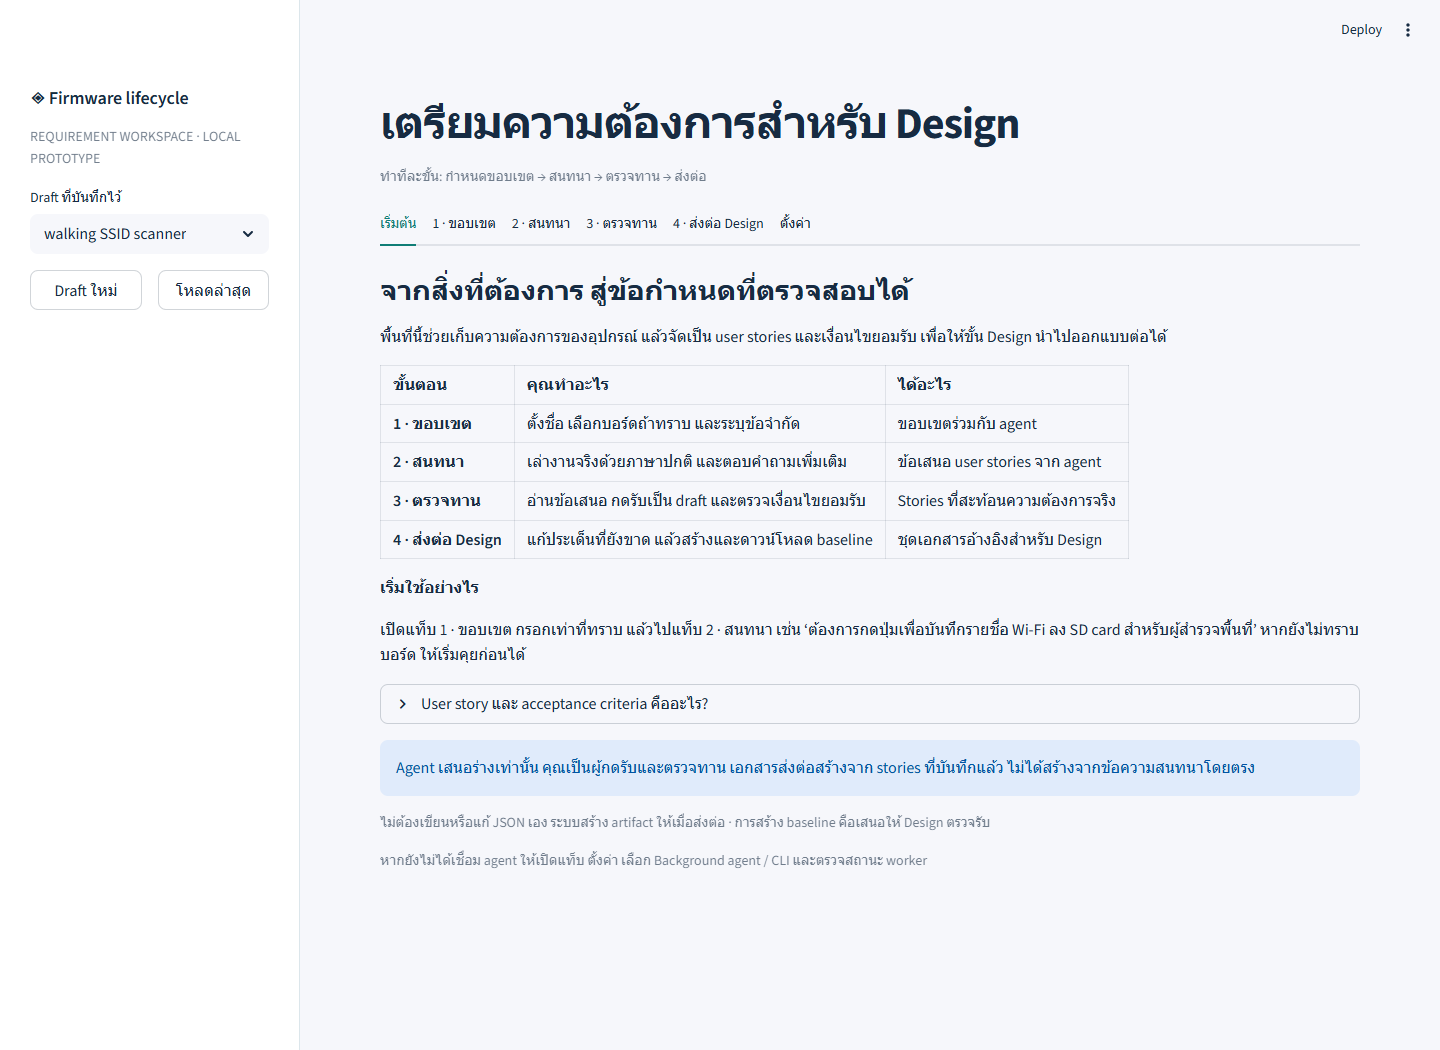 Deploy
Firmware lifecycle
REQUIREMENT WORKSPACE · LOCAL
PROTOTYPE
Draft ที่บันทึกไว้
walking SSID scanner
Draft ใหม่
โหลดล่าสุด
เตรียมความต้องการสำหรับ Design
ทำทีละขั้น: กำหนดขอบเขต → สนทนา → ตรวจทาน → ส่งต่อ
เริ่มต้น
1 · ขอบเขต
2 · สนทนา
3 · ตรวจทาน
4 · ส่งต่อ Design
ตั้งค่า
จากสิ่งที่ต้องการ สู่ข้อกำหนดที่ตรวจสอบได้
พื้นที่นี้ช่วยเก็บความต้องการของอุปกรณ์ แล้วจัดเป็น user stories และเงื่อนไขยอมรับ เพื่อให้ขั้น Design นำไปออกแบบต่อได้
ขั้นตอน คุณทำอะไร ได้อะไร
1 · ขอบเขต ตั้งชื่อ เลือกบอร์ดถ้าทราบ และระบุข้อจำกัด ขอบเขตร่วมกับ agent
2 · สนทนา เล่างานจริงด้วยภาษาปกติ และตอบคำถามเพิ่มเติม ข้อเสนอ user stories จาก agent
3 · ตรวจทาน อ่านข้อเสนอ กดรับเป็น draft และตรวจเงื่อนไขยอมรับ Stories ที่สะท้อนความต้องการจริง
4 · ส่งต่อ Design แก้ประเด็นที่ยังขาด แล้วสร้างและดาวน์โหลด baseline ชุดเอกสารอ้างอิงสำหรับ Design
เริ่มใช้อย่างไร
เปิดแท็บ 1 · ขอบเขต กรอกเท่าที่ทราบ แล้วไปแท็บ 2 · สนทนา เช่น ‘ต้องการกดปุ่มเพื่อบันทึกรายชื่อ Wi-Fi ลง SD card สำหรับผู้สำรวจพื้นที่’ หากยังไม่ทราบ
บอร์ด ให้เริ่มคุยก่อนได้
User story และ acceptance criteria คืออะไร?
Agent เสนอร่างเท่านั้น คุณเป็นผู้กดรับและตรวจทาน เอกสารส่งต่อสร้างจาก stories ที่บันทึกแล้ว ไม่ได้สร้างจากข้อความสนทนาโดยตรง
ไม่ต้องเขียนหรือแก้ JSON เอง ระบบสร้าง artifact ให้เมื่อส่งต่อ · การสร้าง baseline คือเสนอให้ Design ตรวจรับ
หากยังไม่ได้เชื่อม agent ให้เปิดแท็บ ตั้งค่า เลือก Background agent / CLI และตรวจสถานะ worker